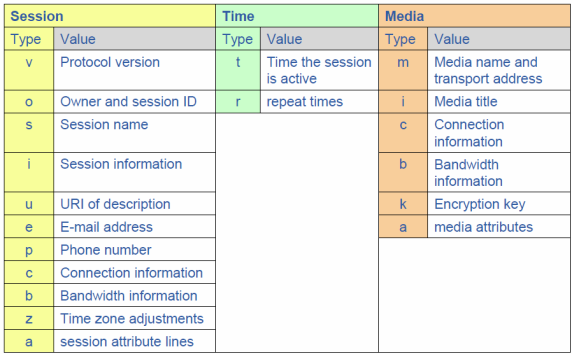 Session
Type Value
v Protocol version
o Owner and session ID
s Session name
i Session information
u URI of description
e E-mail address
p Phone number
c Connection information
b Bandwidth information
z Time zone adjustments
a session attribute lines
Time
Type Value
t Time the session
is active
r repeat times
Media
Type Value
m Media name and
transport address
i Media title
c Connection
information
b Bandwidth
information
k Encryption key
a media attributes